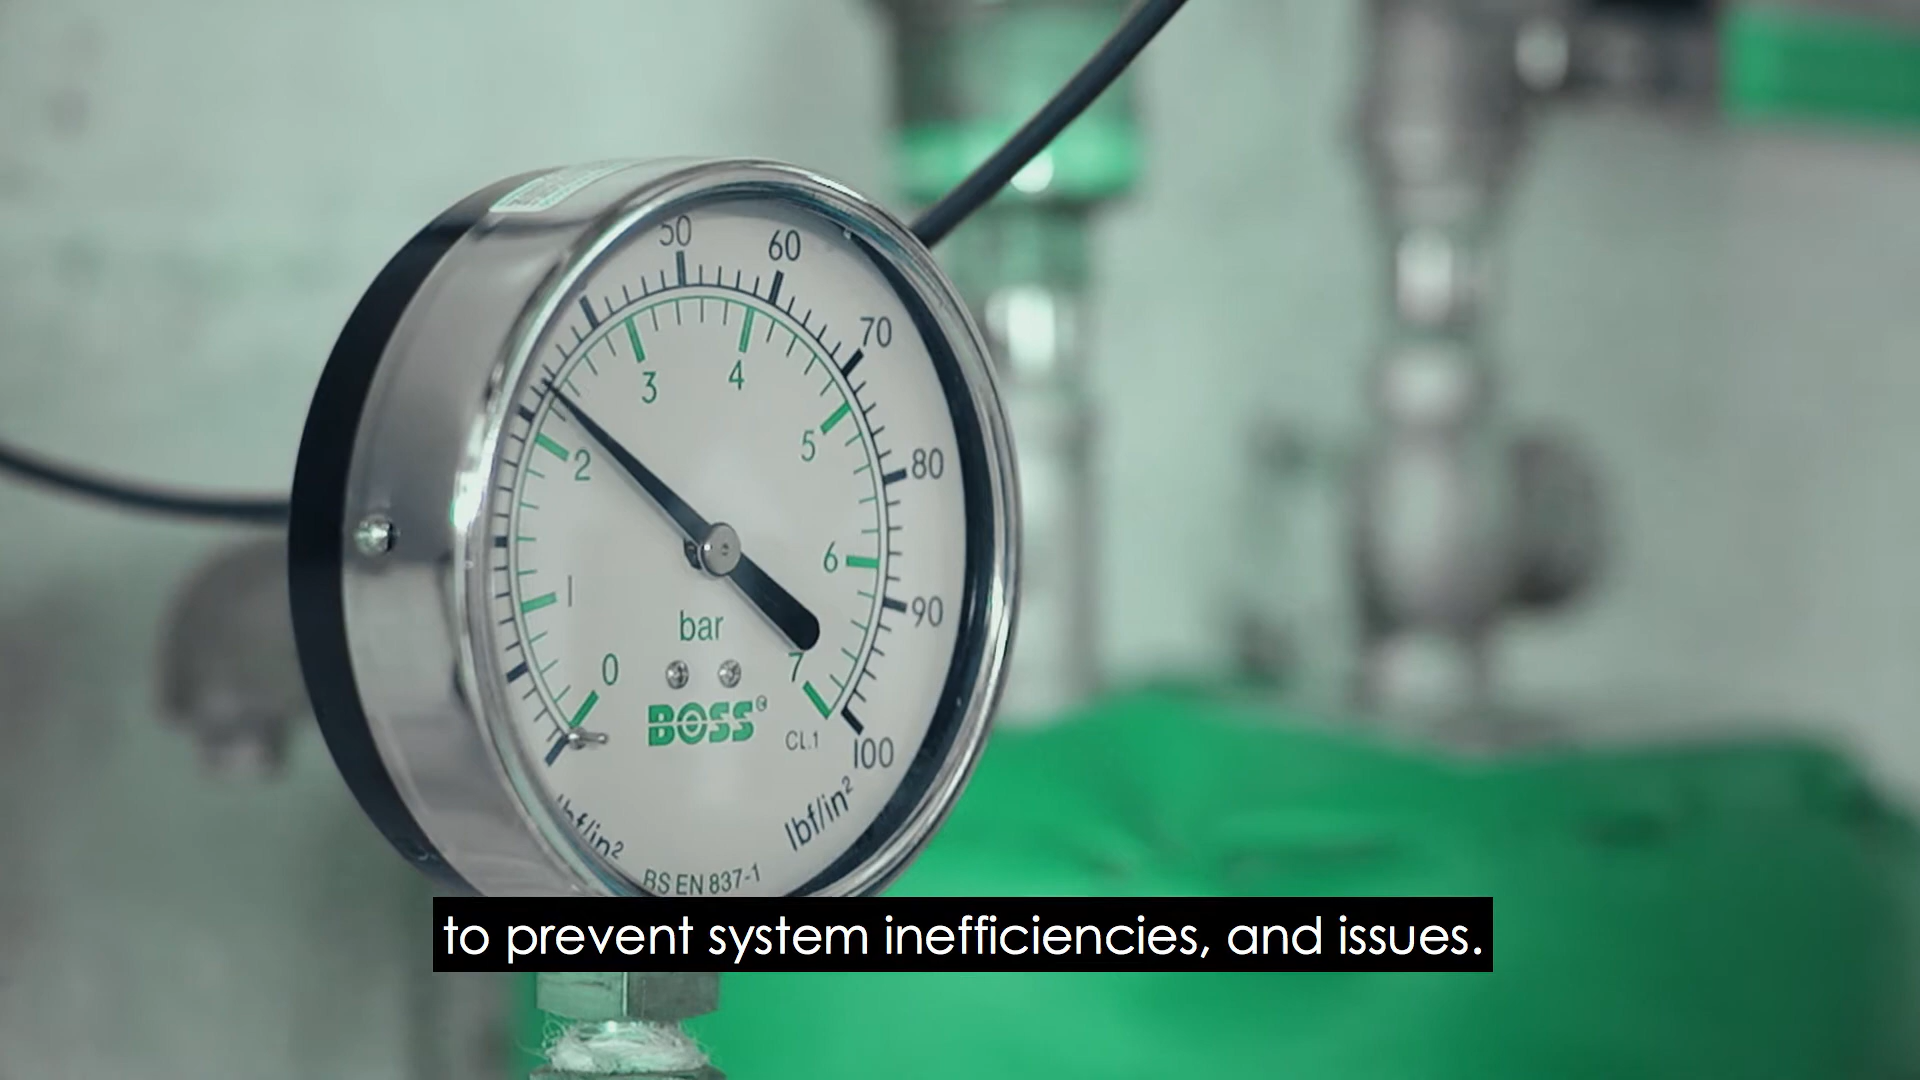 50
60
70
80
90
100
0
1
2
3
4
5
6
7
bar
BOSS®
CL.1
lbf/in²
lbf/in²
BS EN 837-1
to prevent system inefficiencies, and issues.